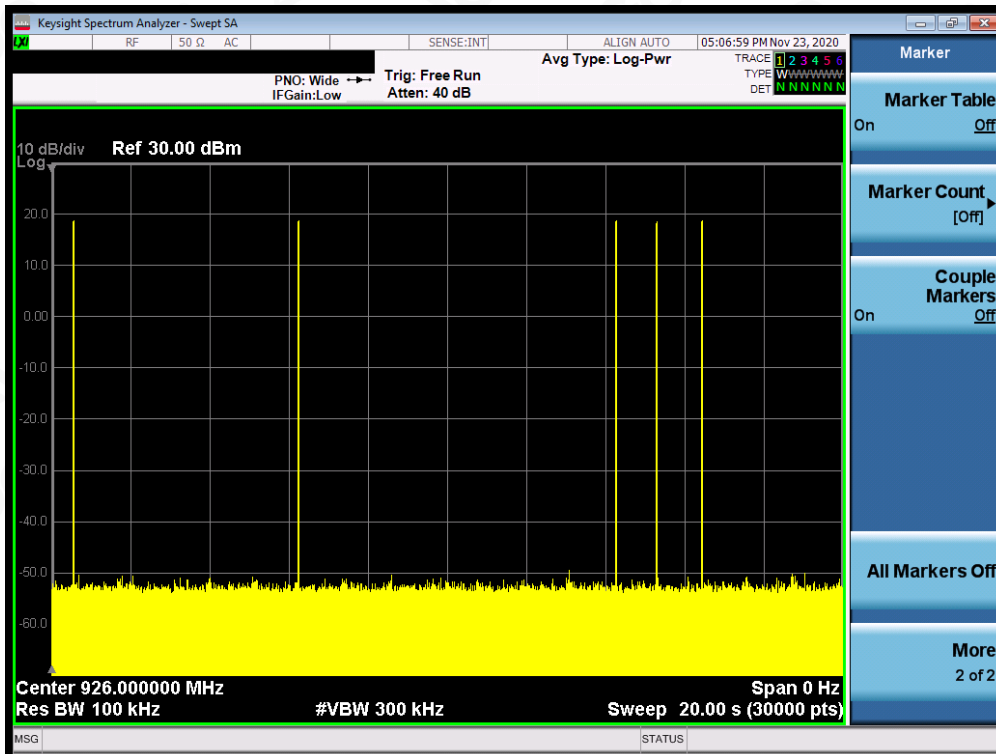 Keysight Spectrum Analyzer - Swept SA
LXI RF 50 Ω AC SENSE:INT ALIGN AUTO 05:06:59 PM Nov 23, 2020
Marker
PNO: Wide
IFGain:Low
Trig: Free Run
Atten: 40 dB
Avg Type: Log-Pwr
TRACE 1 2 3 4 5 6
TYPE W W W W W W
DET N N N N N N
10 dB/div
Log
Ref 30.00 dBm
20.0
10.0
0.00
-10.0
-20.0
-30.0
-40.0
-50.0
-60.0
Center 926.000000 MHz
Span 0 Hz
Res BW 100 kHz
#VBW 300 kHz
Sweep 20.00 s (30000 pts)
MSG
STATUS
Marker Table
On Off
Marker Count
[Off]
Couple
Markers
On Off
All Markers Off
More
2 of 2